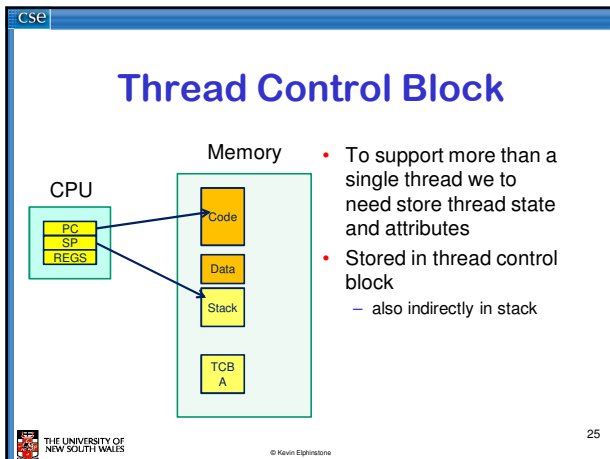 cse
Thread Control Block
Memory
CPU
PC
SP
REGS
Code
Data
Stack
TCB
A
• To support more than a
single thread we to
need store thread state
and attributes
• Stored in thread control
block
– also indirectly in stack
THE UNIVERSITY OF
NEW SOUTH WALES
© Kevin Elphinstone
25